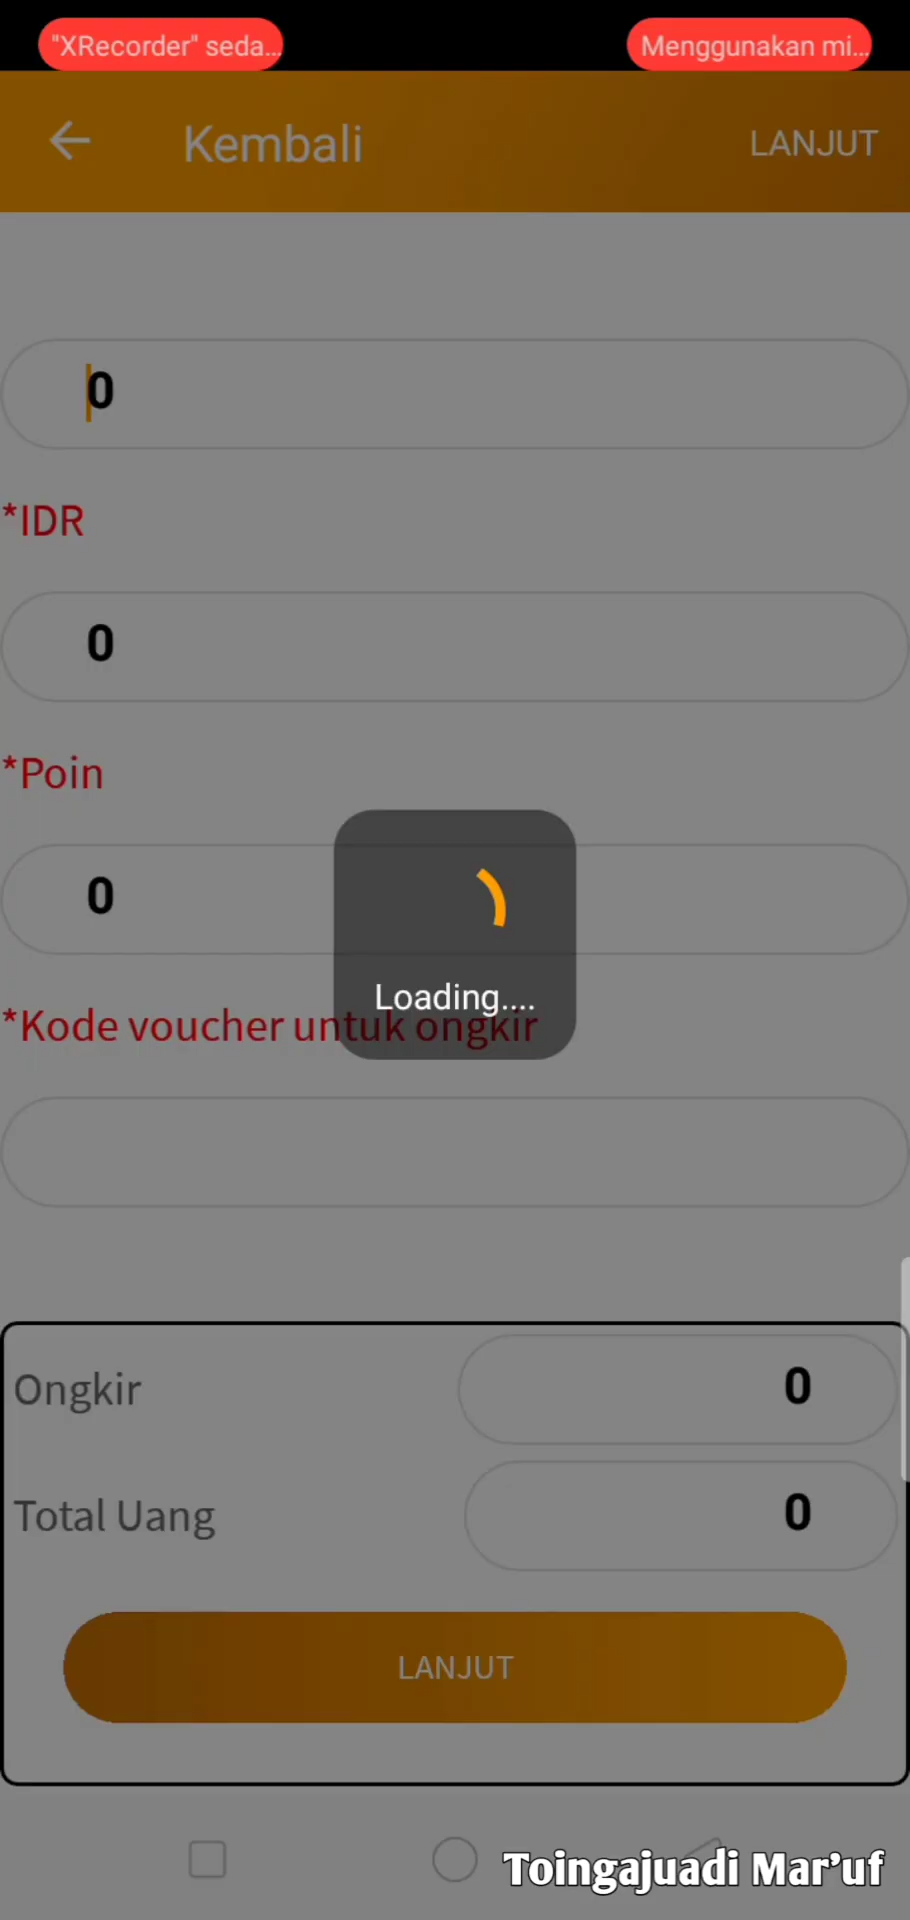 "XRecorder" seda...
Menggunakan mi...
Kembali
LANJUT
0
*IDR
0
*Poin
0
Loading....
*Kode voucher untuk ongkir
Ongkir
0
Total Uang
0
LANJUT
Toingajuadi Mar'uf